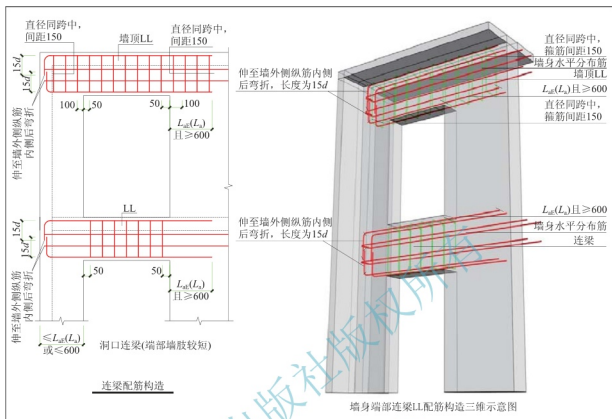 直径同跨中，
间距150
墙顶LL
直径同跨中，
间距150
15d
15d
伸至墙外侧纵筋
内侧后弯折
100
50
50
100
LaE(La)
且≥600
LL
15d
15d
伸至墙外侧纵筋
内侧后弯折
50
50
LaE(La)
且≥600
≤LaE(La)
或≤600
洞口连梁(端部墙肢较短)
连梁配筋构造
直径同跨中，
箍筋间距150
墙身水平分布筋
墙顶LL
LaE(La)且≥600
直径同跨中，
箍筋间距150
伸至墙外侧纵筋内侧
后弯折，长度为15d
LaE(La)且≥600
墙身水平分布筋
连梁
伸至墙外侧纵筋内侧
后弯折，长度为15d
墙身端部连梁LL配筋构造三维示意图
社版权所有